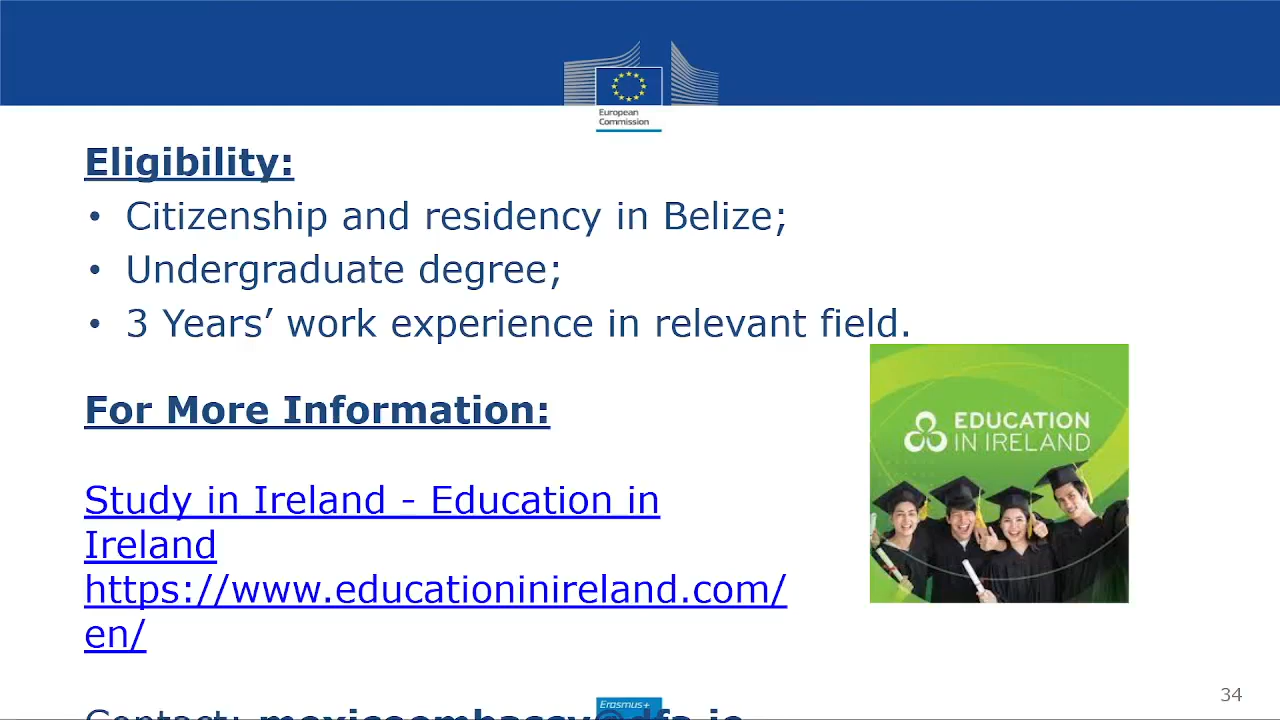 European
Commission
Eligibility:
• Citizenship and residency in Belize;
• Undergraduate degree;
• 3 Years’ work experience in relevant field.
For More Information:
EDUCATION
IN IRELAND
Study in Ireland - Education in
Ireland
https://www.educationinireland.com/
en/
34
Erasmus+
Contact: mexicoembassy@dfa.ie